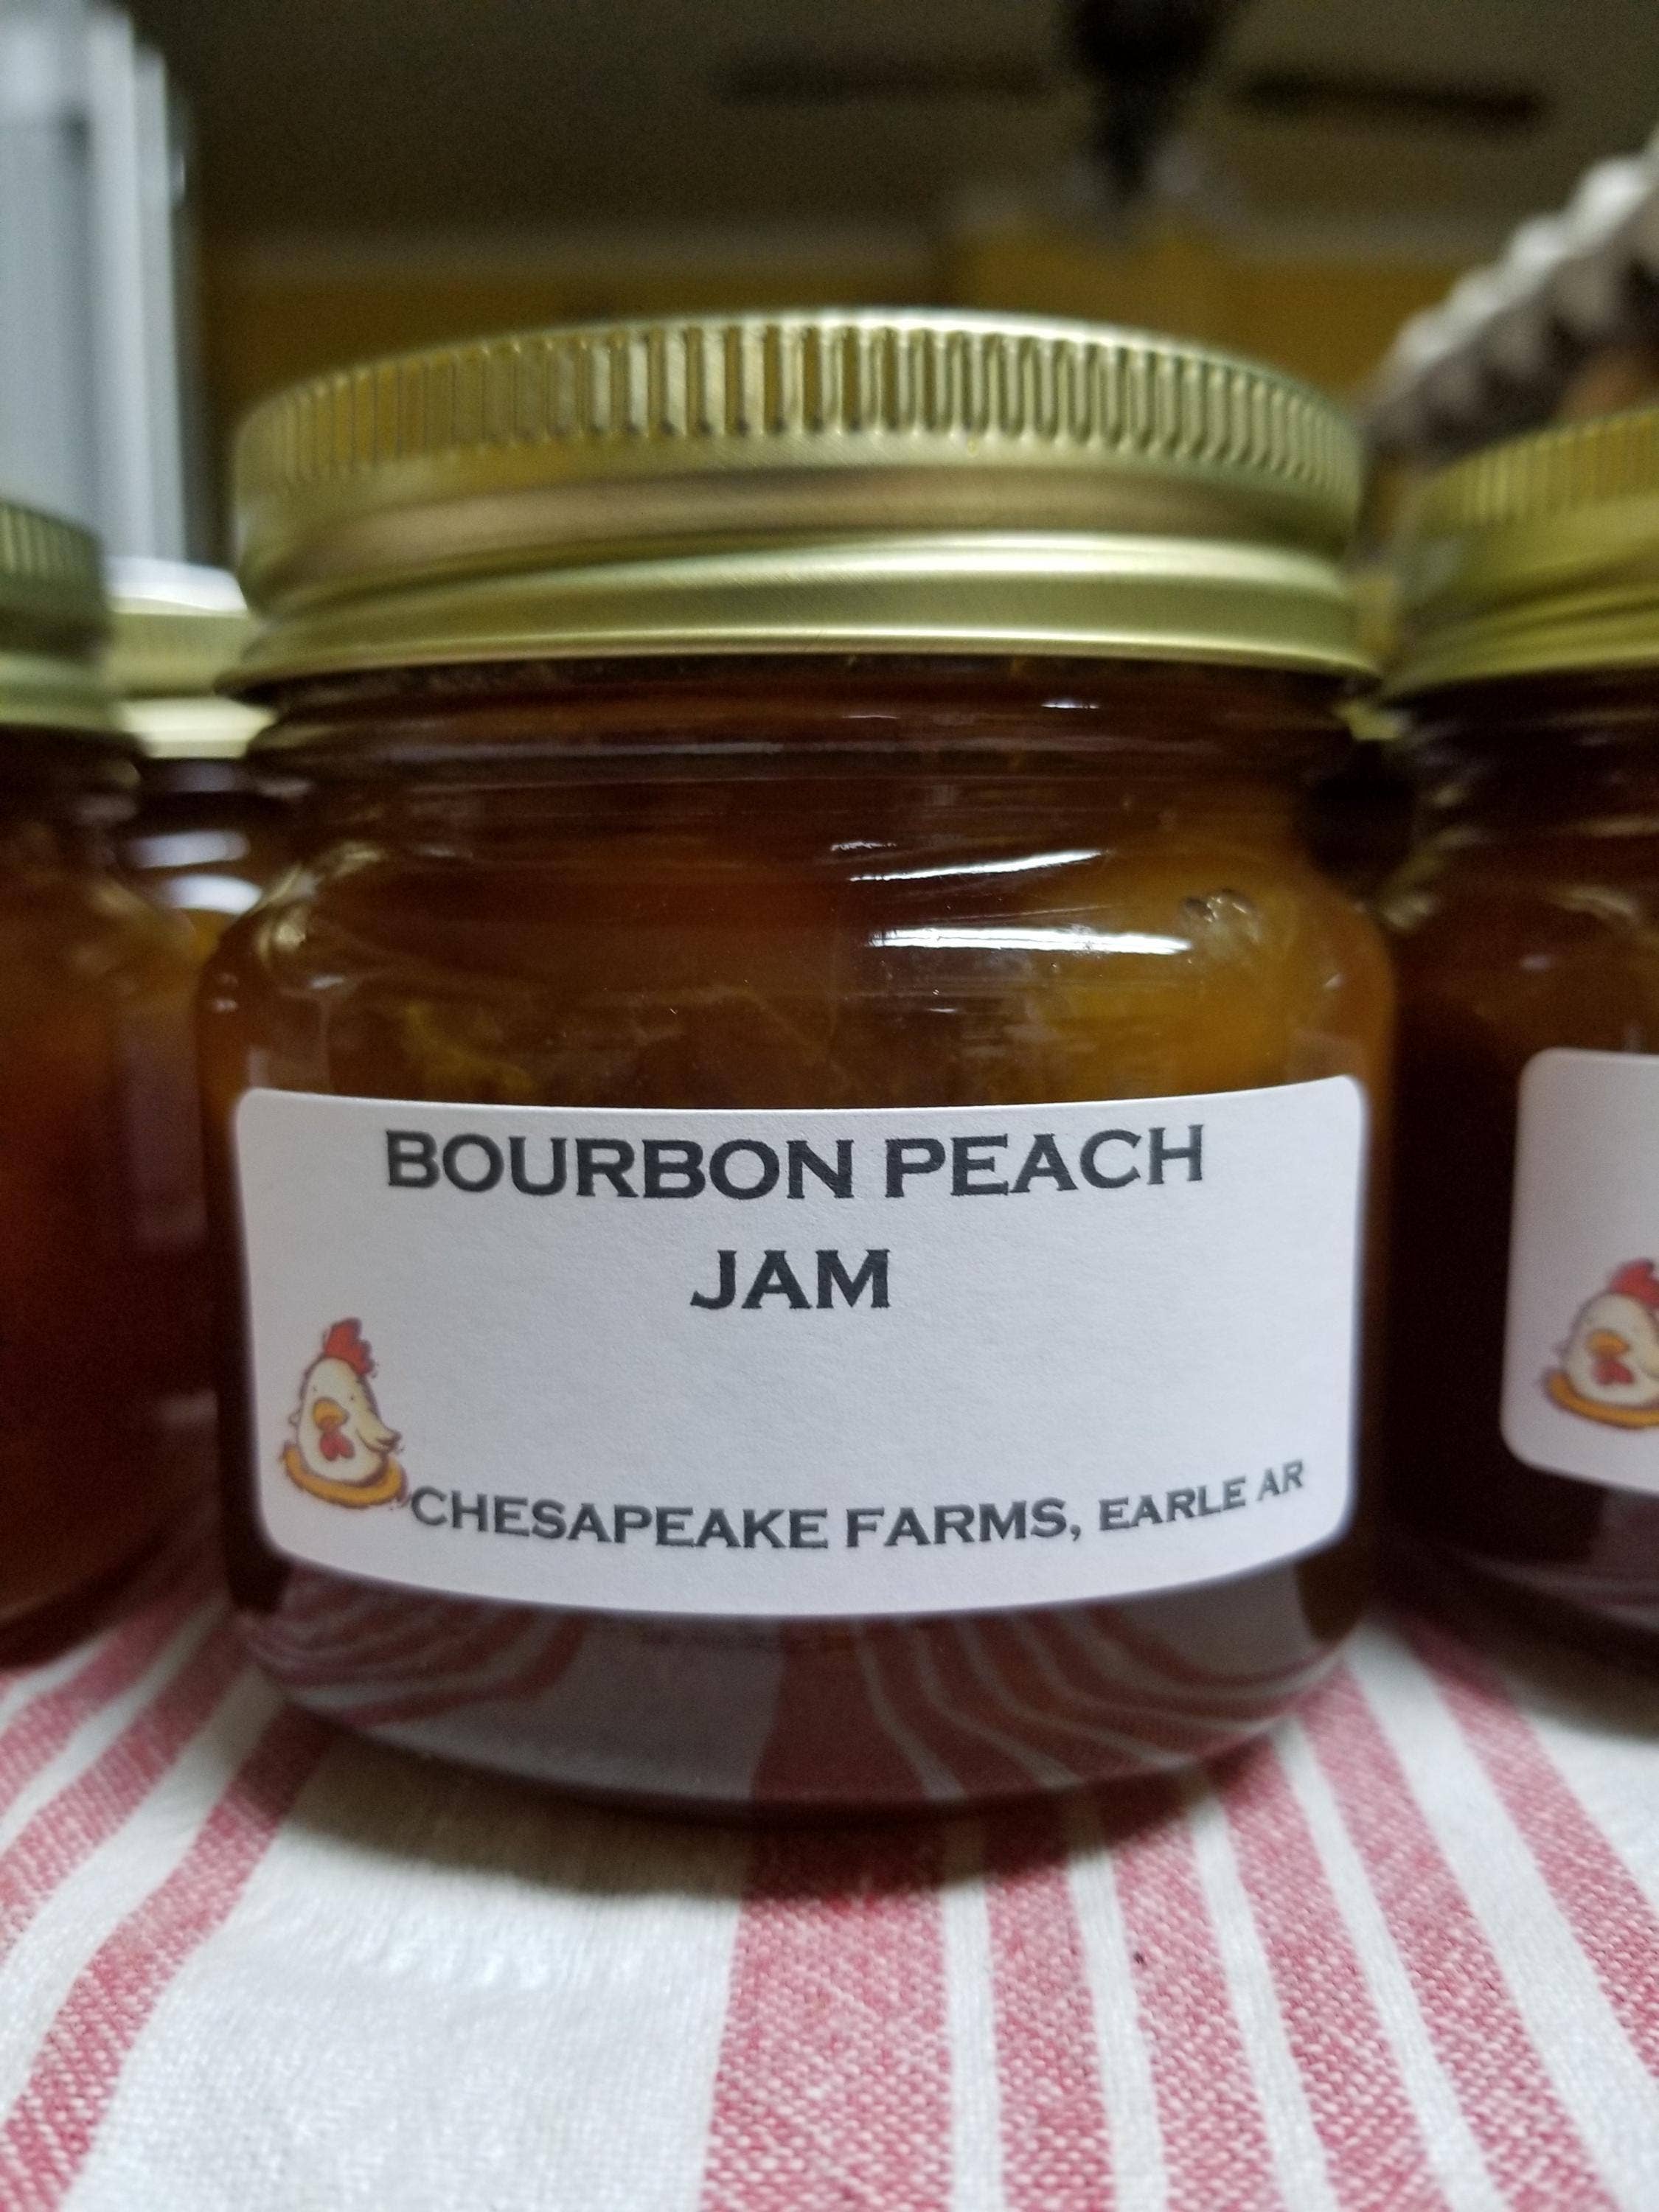 BOURBON PEACH
JAM
CHESAPEAKE FARMS, EARLE AR